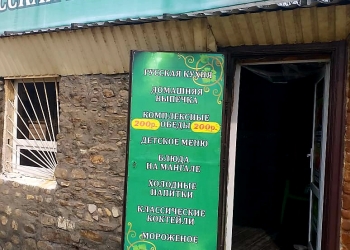 РУССКАЯ КУХНЯ
ДОМАШНЯЯ
ВЫПЕЧКА
КОМПЛЕКСНЫЕ
200р. ОБЕДЫ 200р.
ДЕТСКОЕ МЕНЮ
БЛЮДА
НА МАНГАЛЕ
ХОЛОДНЫЕ
НАПИТКИ
КЛАССИЧЕСКИЕ
КОКТЕЙЛИ
МОРОЖЕНОЕ